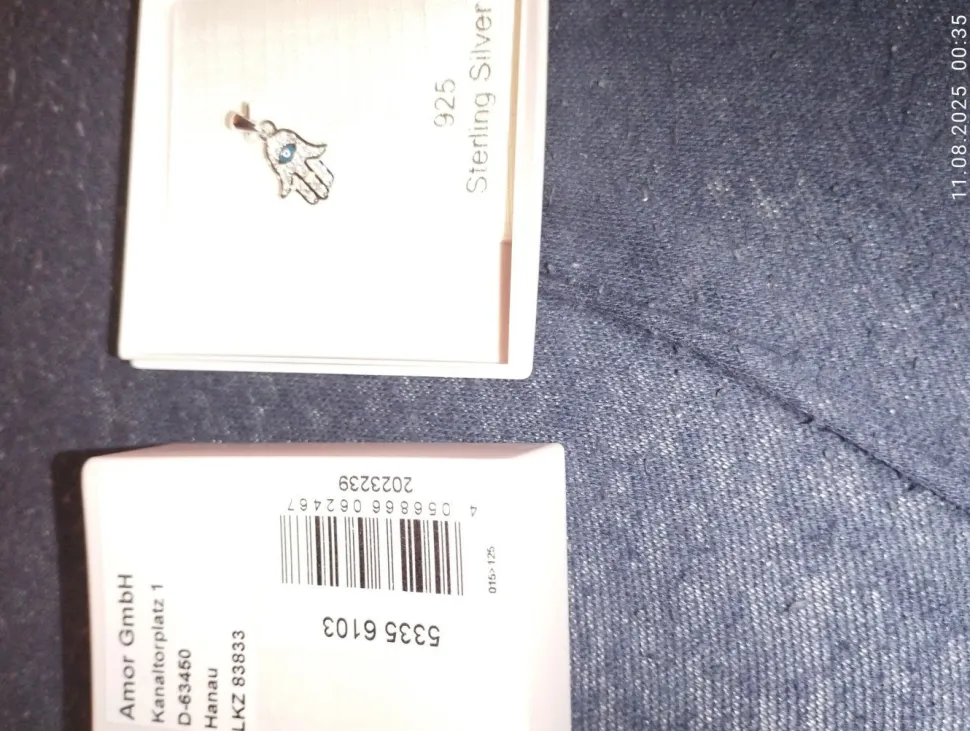 925
Sterling Silver
Amor GmbH
Kanaltorplatz 1
D-63450
Hanau
LKZ 83833
5335 6103
015>125
4 056866 062467
2023239
11.08.2025 00:35